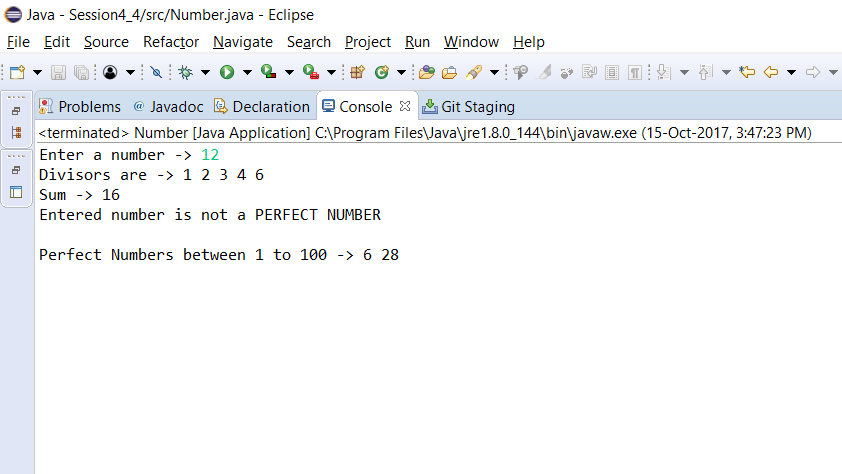 Java - Session4_4/src/Number.java - Eclipse
File Edit Source Refactor Navigate Search Project Run Window Help
Problems @ Javadoc Declaration Console Git Staging
<terminated> Number [Java Application] C:\Program Files\Java\jre1.8.0_144\bin\javaw.exe (15-Oct-2017, 3:47:23 PM)
Enter a number -> 12
Divisors are -> 1 2 3 4 6
Sum -> 16
Entered number is not a PERFECT NUMBER
Perfect Numbers between 1 to 100 -> 6 28